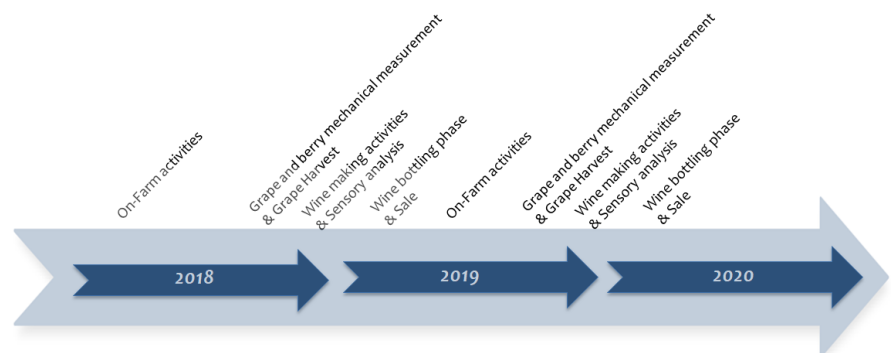 On-Farm activities
Grape and berry mechanical measurement
& Grape Harvest
Wine making activities
& Sensory analysis
Wine bottling phase
& Sale
On-Farm activities
Grape and berry mechanical measurement
& Grape Harvest
Wine making activities
& Sensory analysis
Wine bottling phase
& Sale
2018
2019
2020